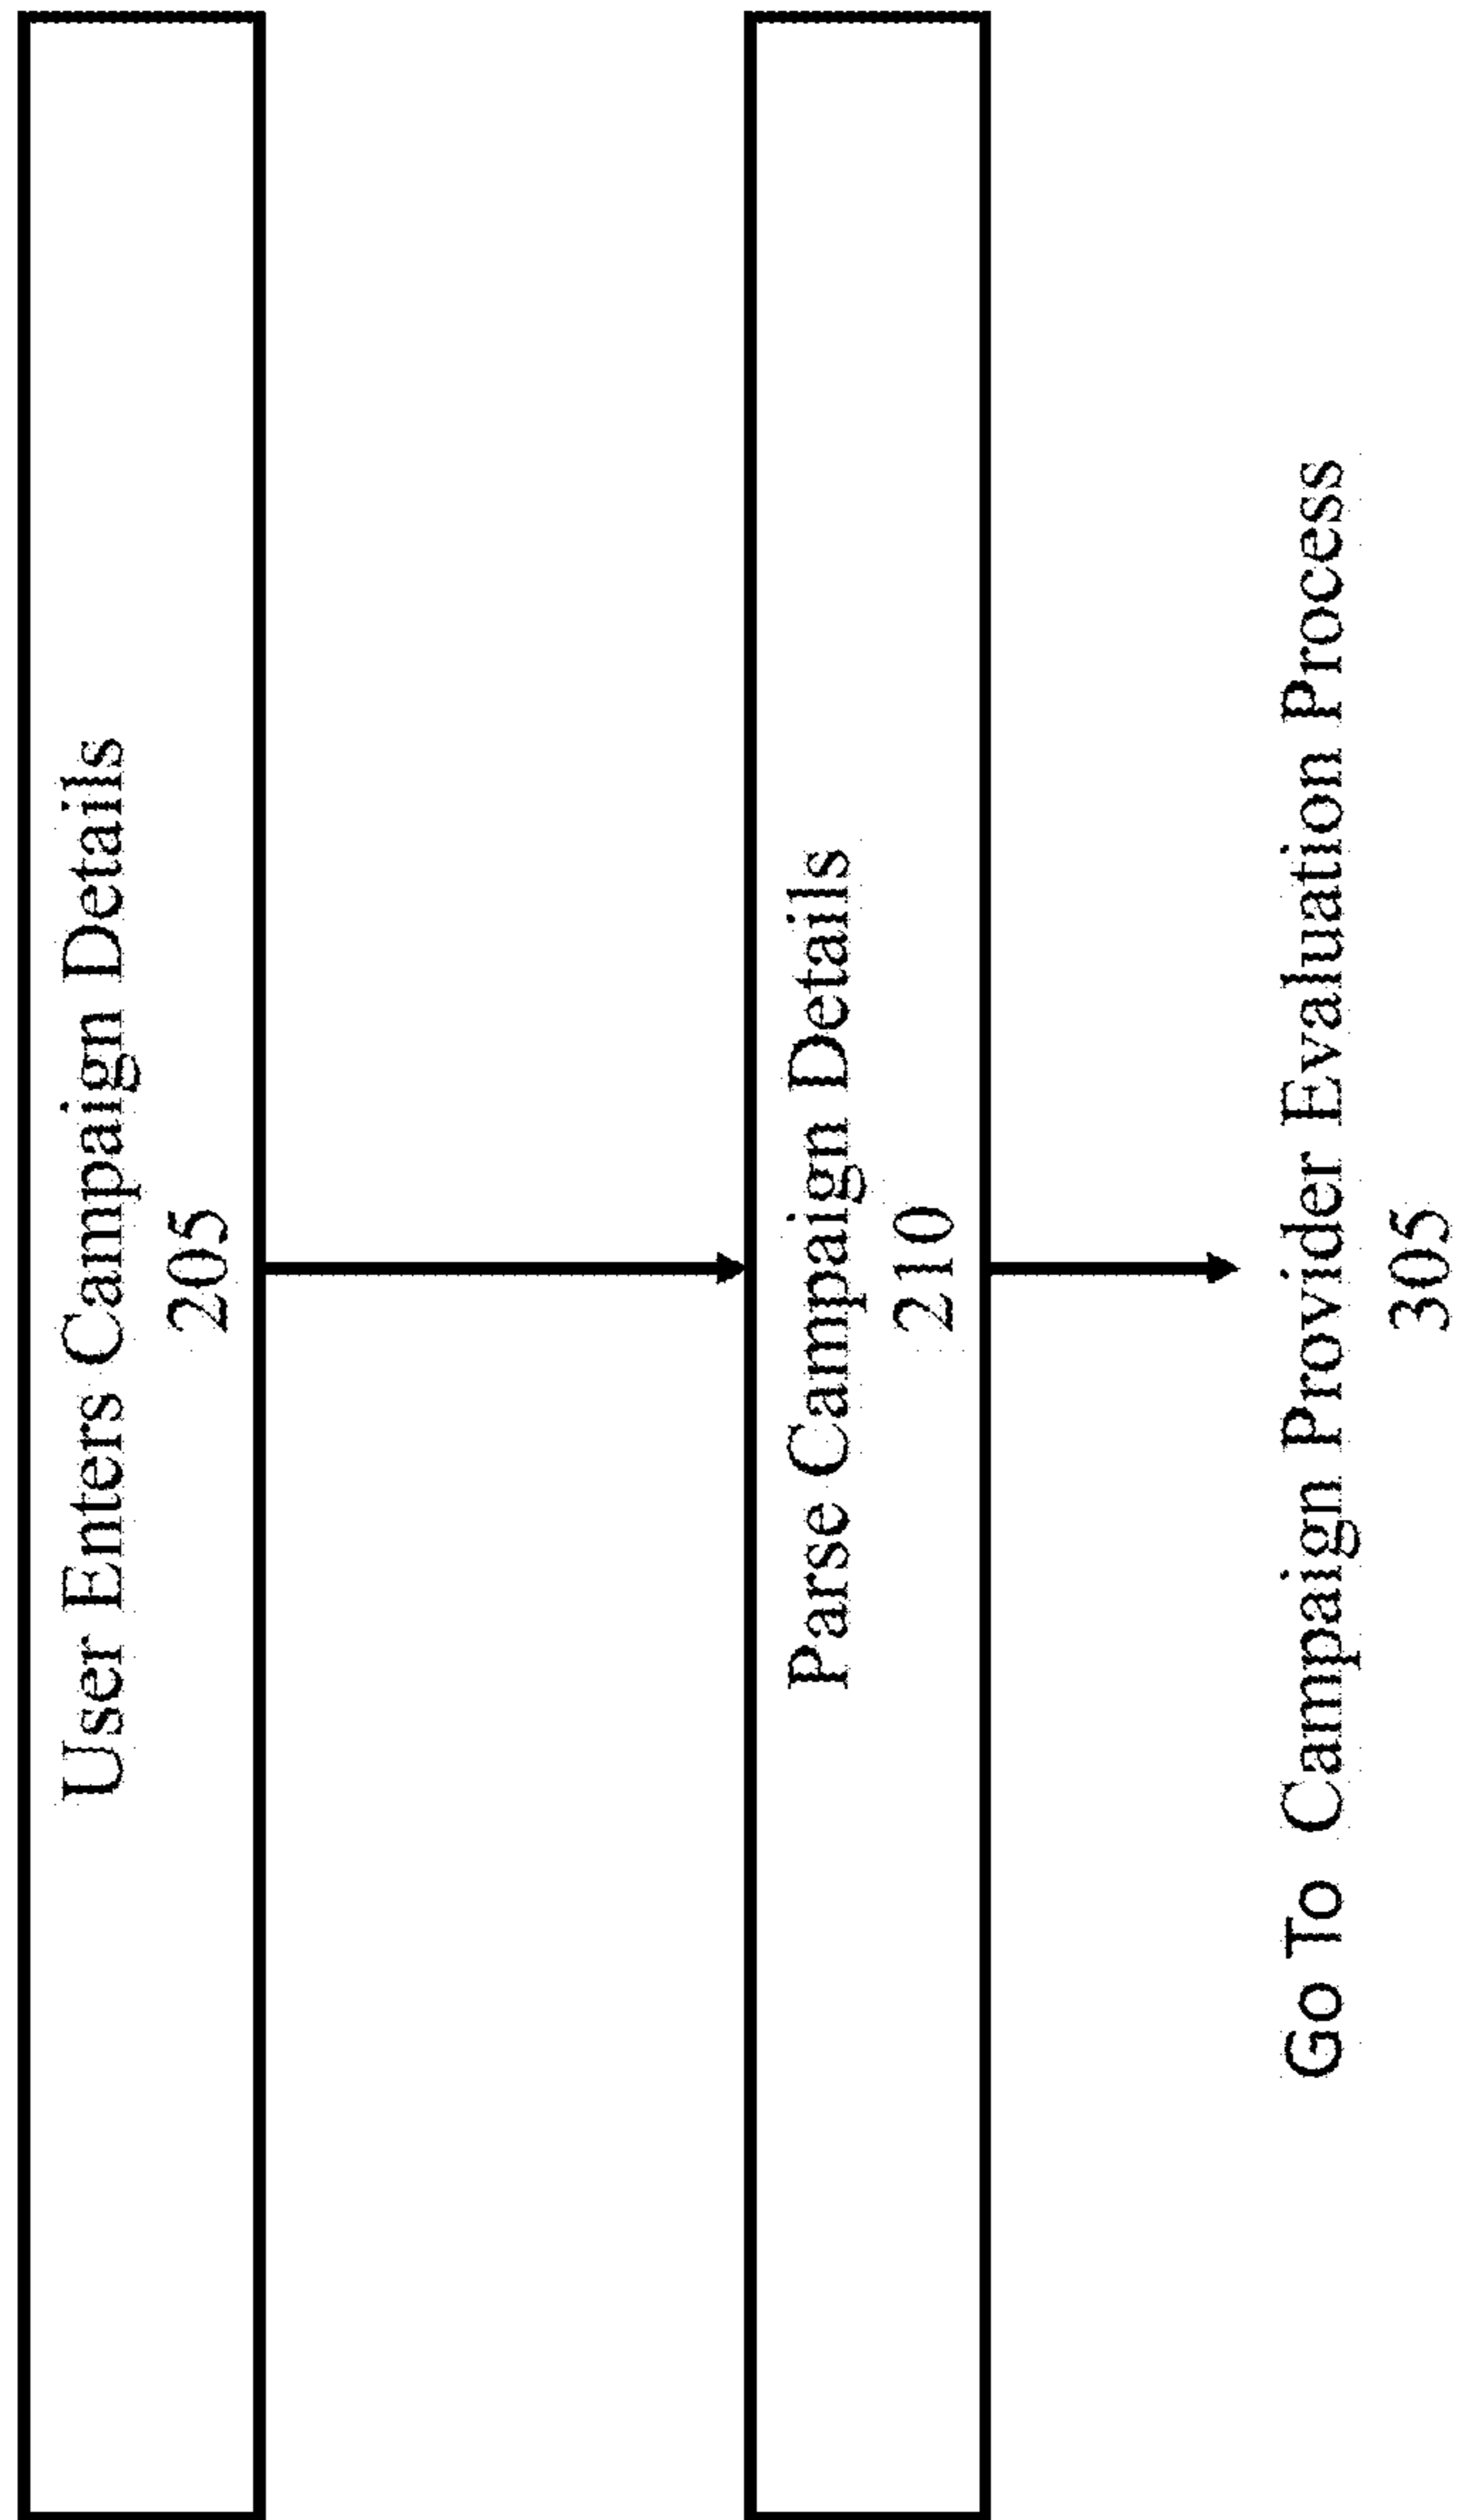 User Enters Campaign Details
205
Parse Campaign Details
210
Go To Campaign Provider Evaluation Process
305